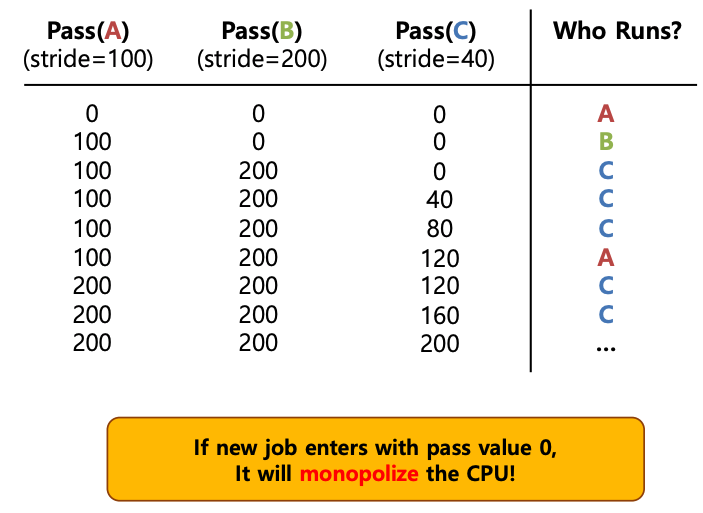 Pass(A) Pass(B) Pass(C) Who Runs?
(stride=100) (stride=200) (stride=40)
0 0 0 A
100 0 0 B
100 200 0 C
100 200 40 C
100 200 80 C
100 200 120 A
200 200 120 C
200 200 160 C
200 200 200 ...
If new job enters with pass value 0,
It will monopolize the CPU!